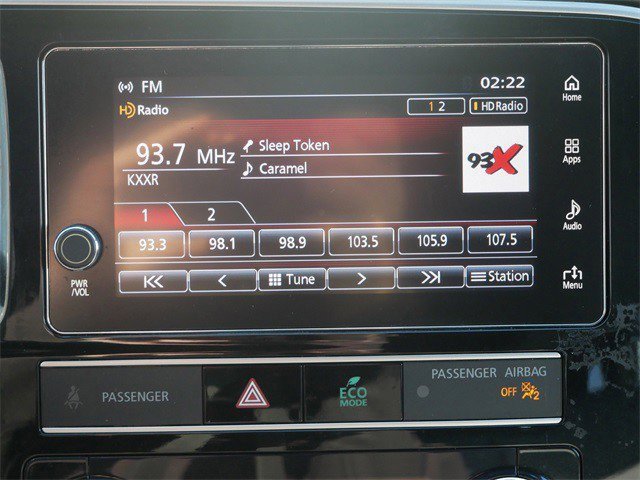 FM
02:22
Home
HD Radio
1 2
HD Radio
93.7 MHz
KXXR
Sleep Token
Caramel
93X
Apps
1
2
93.3
98.1
98.9
103.5
105.9
107.5
Audio
Tune
Station
Menu
PWR
/VOL
PASSENGER
ECO
MODE
PASSENGER AIRBAG
OFF
2